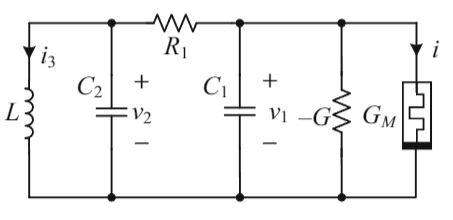 R1
i3
i
C2
+
C1
+
L
v2
v1
–G
GM
–
–